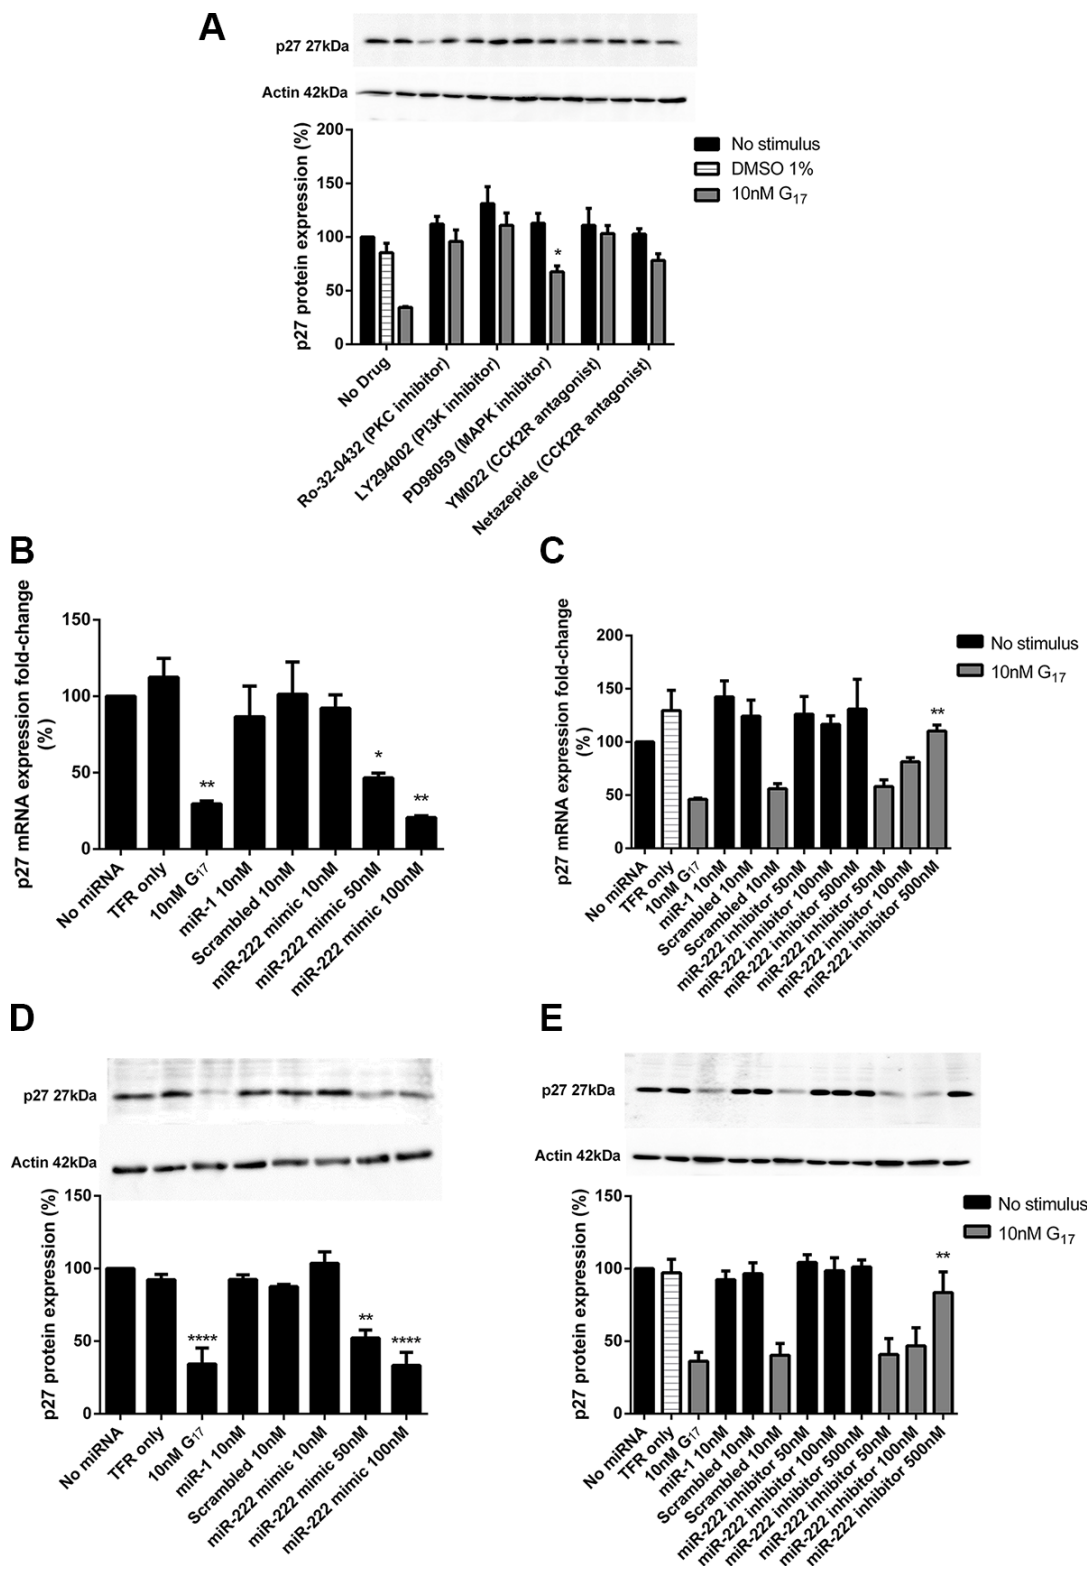 A
p27 27kDa
Actin 42kDa
p27 protein expression (%)
200
150
100
50
0
No stimulus
DMSO 1%
10nM G17
*
No Drug
Ro-32-0432 (PKC inhibitor)
LY294002 (PI3K inhibitor)
PD98059 (MAPK inhibitor)
YM022 (CCK2R antagonist)
Netazepide (CCK2R antagonist)
B
p27 mRNA expression fold-change
(%)
150
100
50
0
**
*
**
No miRNA
TFR only
10nM G17
miR-1 10nM
Scrambled 10nM
miR-222 mimic 10nM
miR-222 mimic 50nM
miR-222 mimic 100nM
C
p27 mRNA expression fold-change
(%)
200
150
100
50
0
No stimulus
10nM G17
**
No miRNA
TFR only
10nM G17
miR-1 10nM
Scrambled 10nM
Scrambled 10nM
miR-222 inhibitor 50nM
miR-222 inhibitor 100nM
miR-222 inhibitor 500nM
miR-222 inhibitor 50nM
miR-222 inhibitor 100nM
miR-222 inhibitor 500nM
D
p27 27kDa
Actin 42kDa
p27 protein expression (%)
150
100
50
0
****
**
****
No miRNA
TFR only
10nM G17
miR-1 10nM
Scrambled 10nM
miR-222 mimic 10nM
miR-222 mimic 50nM
miR-222 mimic 100nM
E
p27 27kDa
Actin 42kDa
p27 protein expression (%)
150
100
50
0
No stimulus
10nM G17
**
No miRNA
TFR only
10nM G17
miR-1 10nM
Scrambled 10nM
Scrambled 10nM
miR-222 inhibitor 50nM
miR-222 inhibitor 100nM
miR-222 inhibitor 500nM
miR-222 inhibitor 50nM
miR-222 inhibitor 100nM
miR-222 inhibitor 500nM